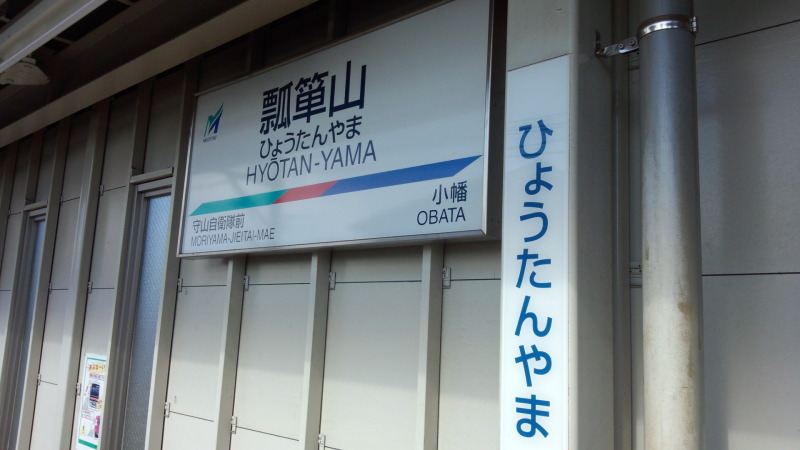 瓢箪山
ひょうたんやま
HYŌTAN-YAMA
守山自衛隊前
MORIYAMA-JIEITAI-MAE
小幡
OBATA
ひょうたんやま